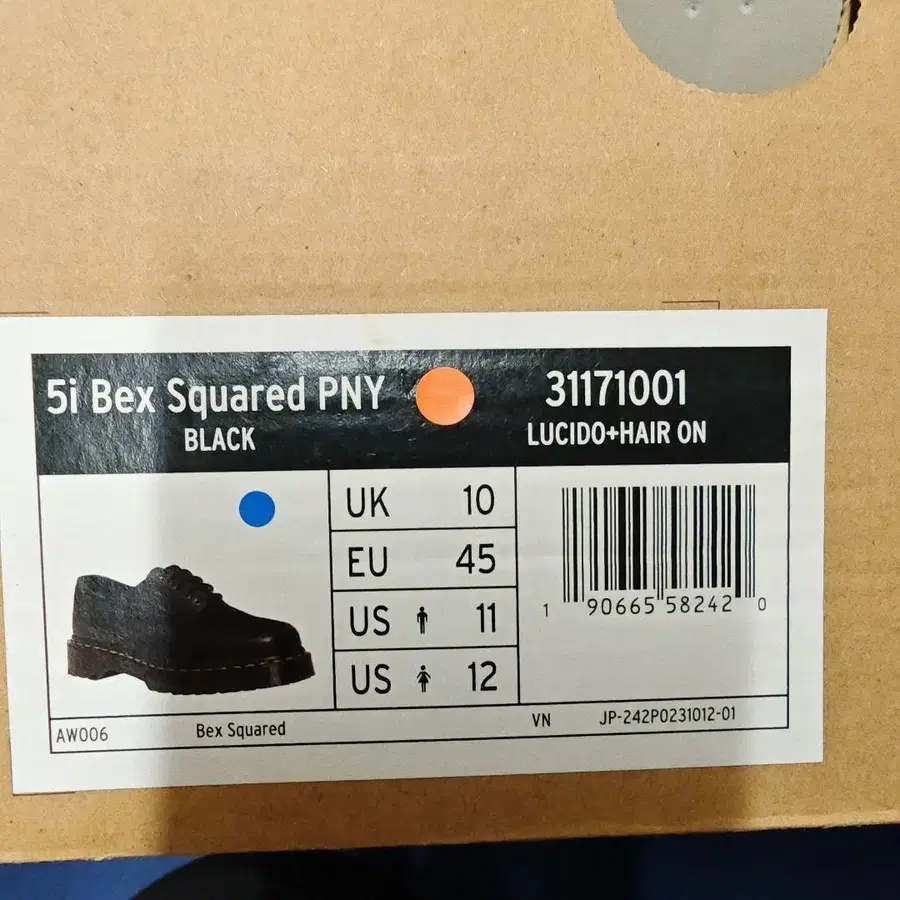 5i Bex Squared PNY
BLACK
31171001
LUCIDO+HAIR ON
UK 10
EU 45
US 11
US 12
1 90665 58242 0
AW006 Bex Squared VN JP-242P0231012-01